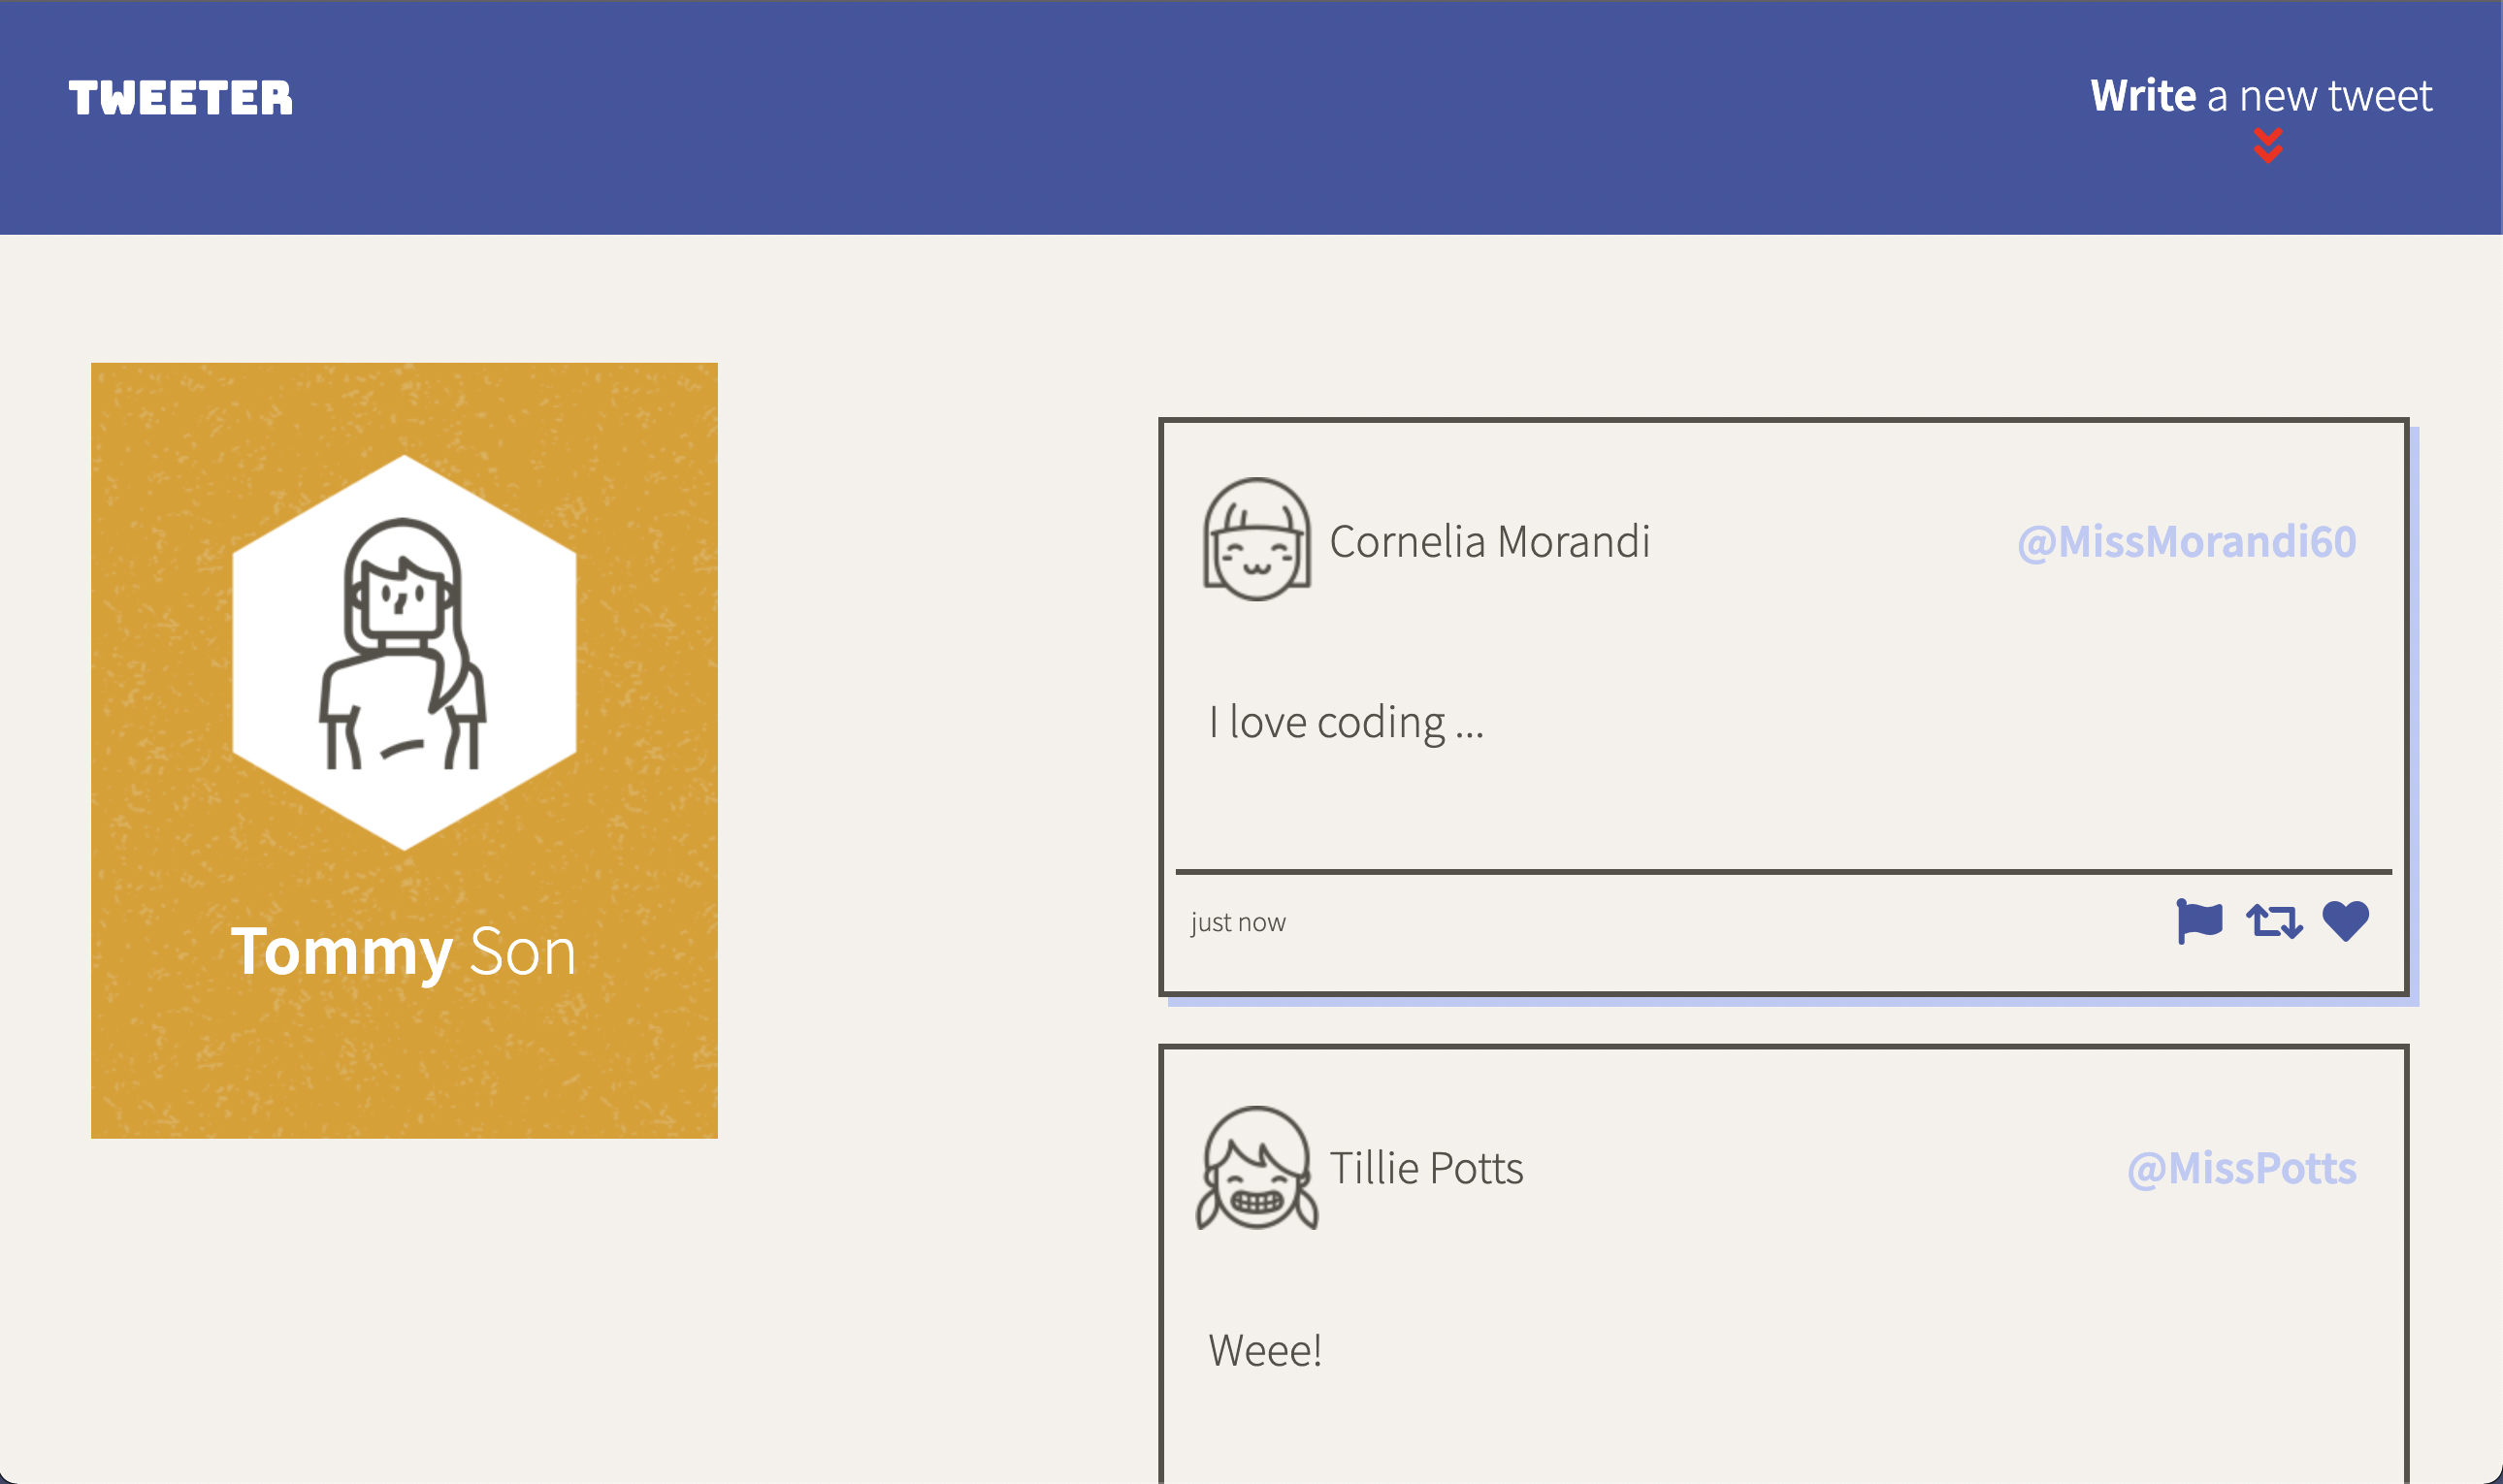 TWEETER
Write a new tweet
Tommy Son
Cornelia Morandi
@MissMorandi60
I love coding ...
just now
Tillie Potts
@MissPotts
Weee!